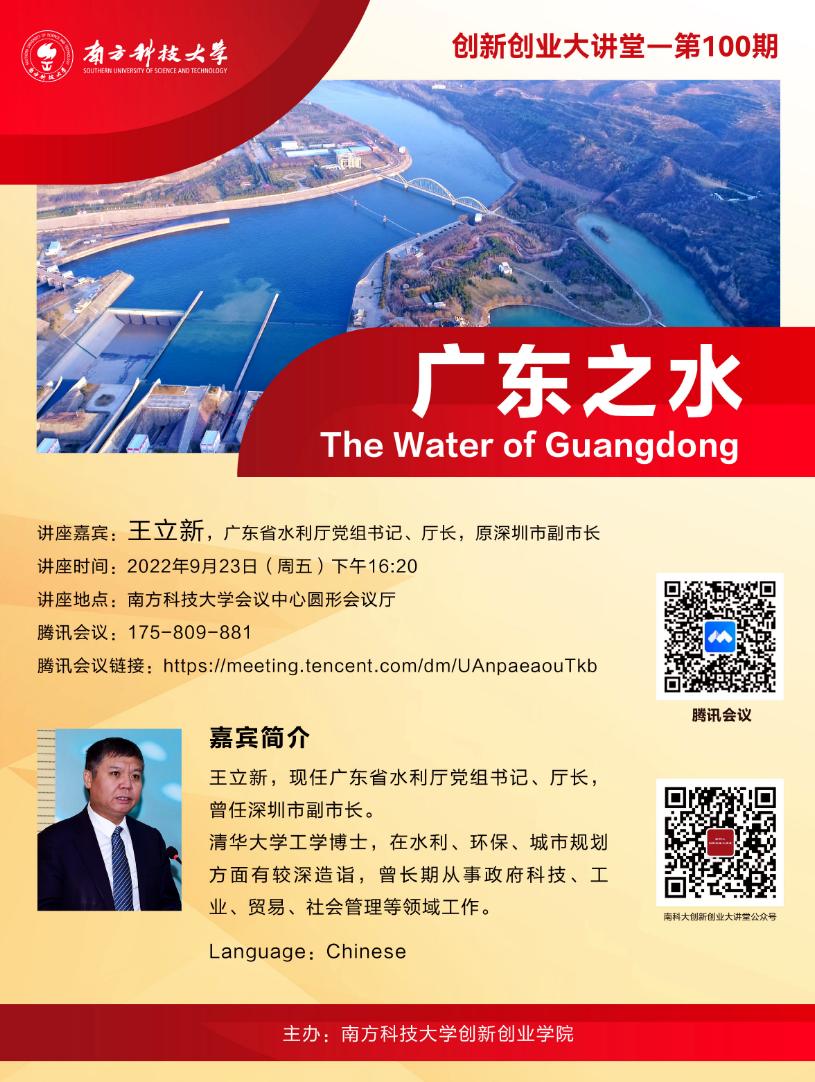 南方科技大学
SOUTHERN UNIVERSITY OF SCIENCE AND TECHNOLOGY
创新创业大讲堂—第100期
广东之水
The Water of Guangdong
讲座嘉宾：王立新，广东省水利厅党组书记、厅长，原深圳市副市长
讲座时间：2022年9月23日（周五）下午16:20
讲座地点：南方科技大学会议中心圆形会议厅
腾讯会议：175-809-881
腾讯会议链接：https://meeting.tencent.com/dm/UAnpaeaouTkb
腾讯会议
嘉宾简介
王立新，现任广东省水利厅党组书记、厅长，
曾任深圳市副市长。
清华大学工学博士，在水利、环保、城市规划
方面有较深造诣，曾长期从事政府科技、工
业、贸易、社会管理等领域工作。
Language：Chinese
南科大创新创业大讲堂公众号
主办：南方科技大学创新创业学院